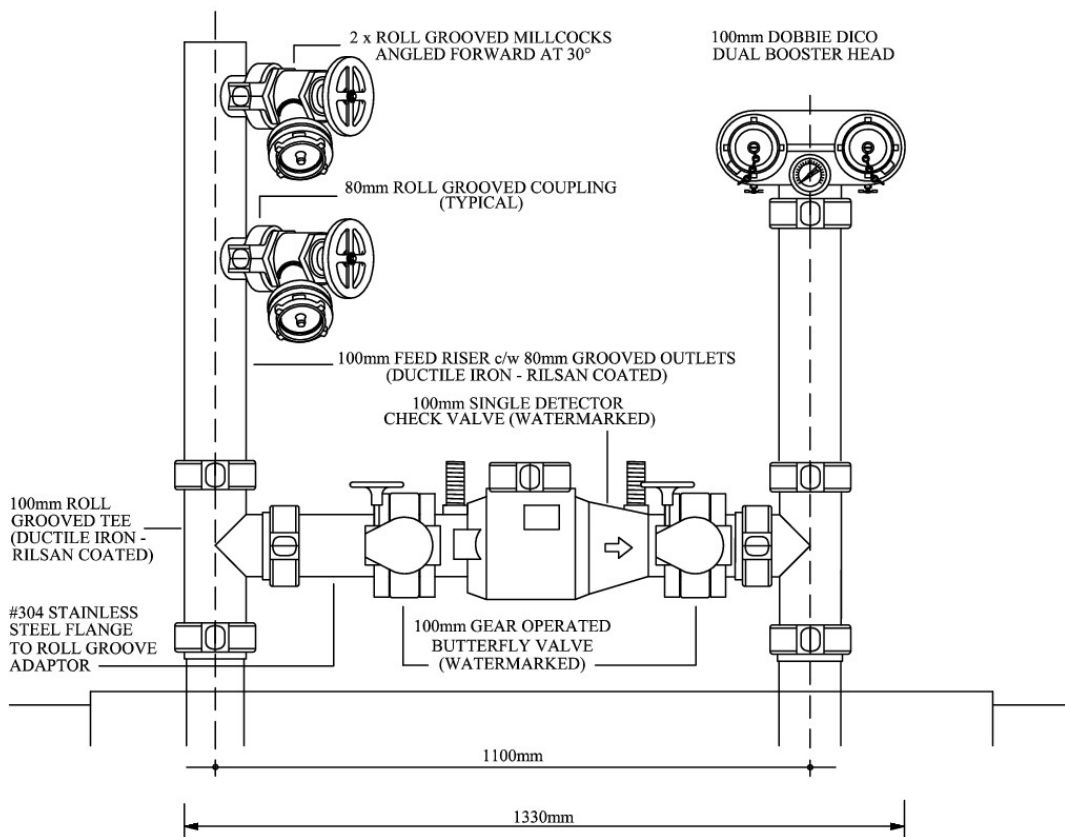 2 x ROLL GROOVED MILLCOCKS
ANGLED FORWARD AT 30°
100mm DOBBIE DICO
DUAL BOOSTER HEAD
80mm ROLL GROOVED COUPLING
(TYPICAL)
100mm FEED RISER c/w 80mm GROOVED OUTLETS
(DUCTILE IRON - RILSAN COATED)
100mm SINGLE DETECTOR
CHECK VALVE (WATERMARKED)
100mm ROLL
GROOVED TEE
(DUCTILE IRON -
RILSAN COATED)
#304 STAINLESS
STEEL FLANGE
TO ROLL GROOVE
ADAPTOR
100mm GEAR OPERATED
BUTTERFLY VALVE
(WATERMARKED)
1100mm
1330mm